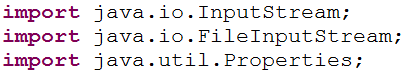 import java.io.InputStream;
import java.io.FileInputStream;
import java.util.Properties;